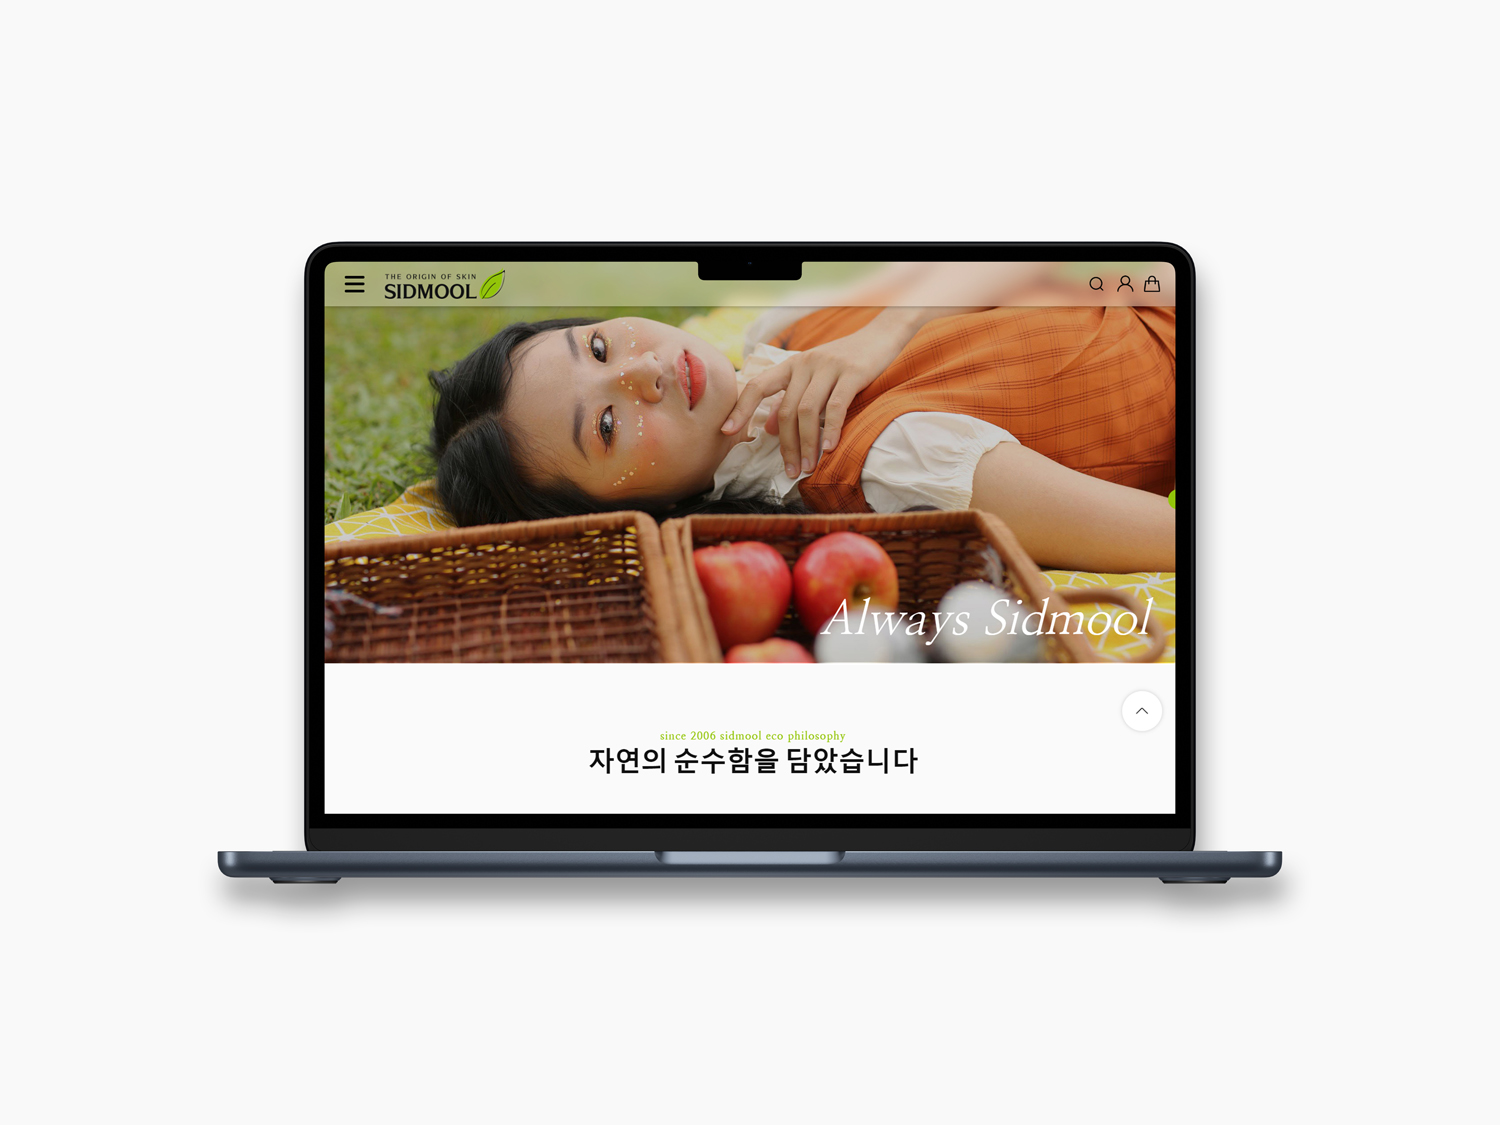 THE ORIGIN OF SKIN
SIDMOOL
Always Sidmool
since 2006 sidmool eco philosophy
자연의 순수함을 담았습니다